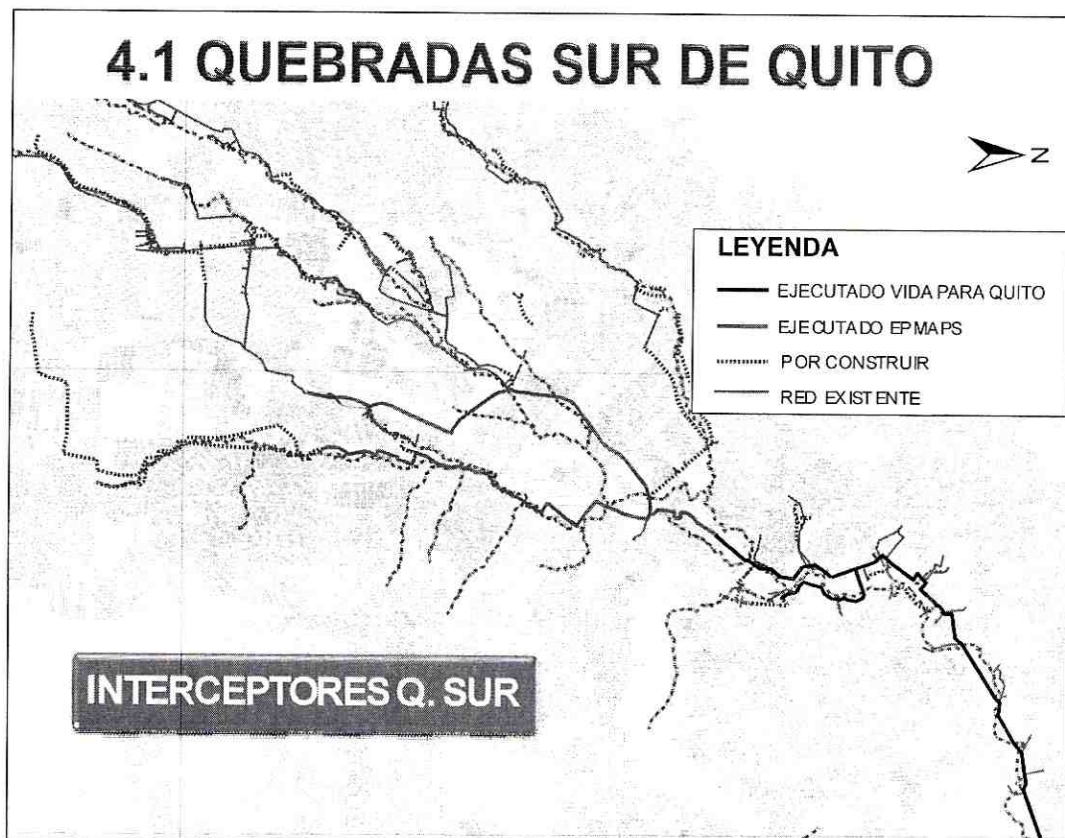 4.1 QUEBRADAS SUR DE QUITO
N
LEYENDA
EJECUTADO VIDA PARA QUITO
EJECUTADO EPMAPS
POR CONSTRUIR
RED EXISTENTE
INTERCEPTORES Q. SUR